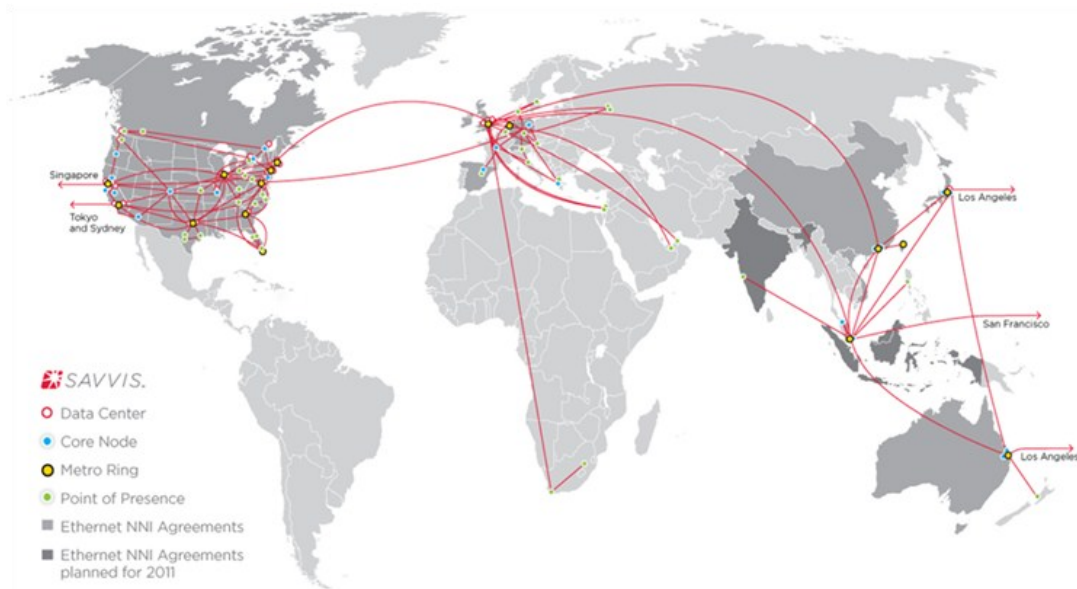 Singapore
Tokyo
and Sydney
Los Angeles
San Francisco
Los Angeles
SAVVIS.
Data Center
Core Node
Metro Ring
Point of Presence
Ethernet NNI Agreements
Ethernet NNI Agreements
planned for 2011